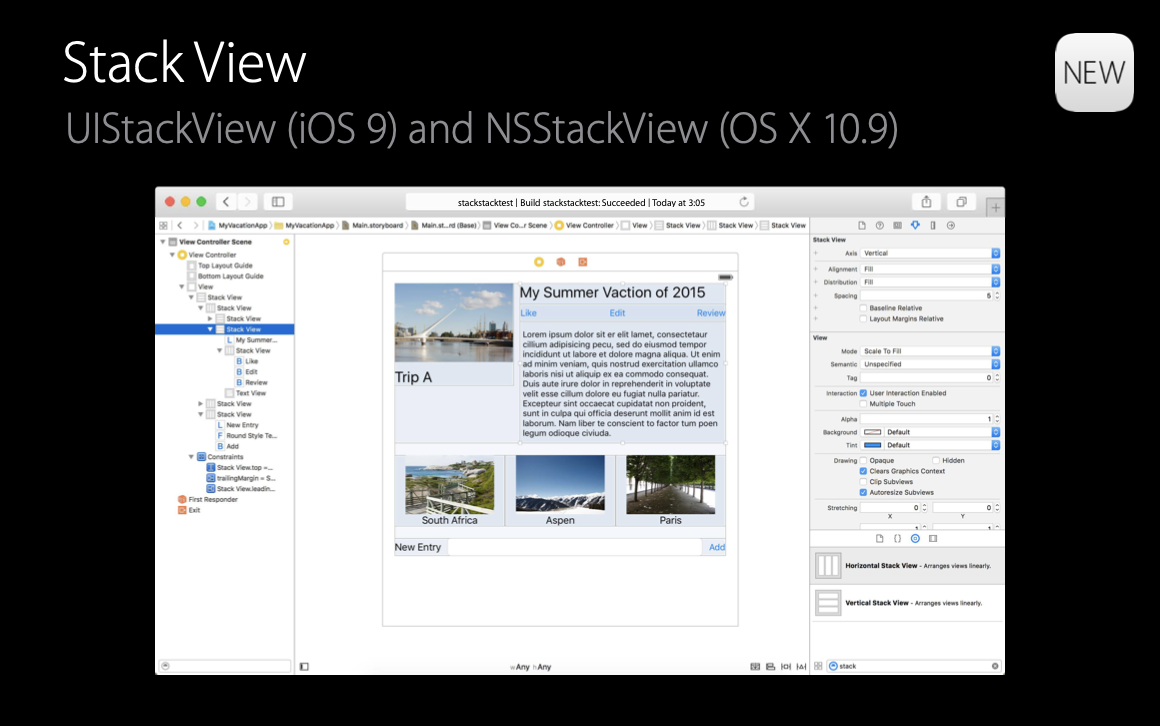 Stack View
NEW
UIStackView (iOS 9) and NSStackView (OS X 10.9)
stackstacktest | Build stackstacktest: Succeeded | Today at 3:05
MyVacationApp MyVacationApp Main.storyboard Main.st...rd (Base) View Co...r Scene View Controller View Stack View Stack View Stack View
View Controller Scene
View Controller
Top Layout Guide
Bottom Layout Guide
View
Stack View
Stack View
Stack View
Stack View
L My Summer...
Stack View
B Like
B Edit
B Review
Text View
Stack View
Stack View
L New Entry
F Round Style Te...
B Add
Constraints
Stack View.top =...
trailingMargin = S...
Stack View.leadin...
First Responder
Exit
My Summer Vaction of 2015
Like Edit Review
Lorem ipsum dolor sit er elit lamet, consectetaur
cillium adipisicing pecu, sed do eiusmod tempor
incididunt ut labore et dolore magna aliqua. Ut enim
ad minim veniam, quis nostrud exercitation ullamco
laboris nisi ut aliquip ex ea commodo consequat.
Duis aute irure dolor in reprehenderit in voluptate
velit esse cillum dolore eu fugiat nulla pariatur.
Excepteur sint occaecat cupidatat non proident,
sunt in culpa qui officia deserunt mollit anim id est
laborum. Nam liber te conscient to factor tum poen
legum odioque civiuda.
Trip A
South Africa Aspen Paris
New Entry Add
wAny hAny
Stack View
Axis Vertical
Alignment Fill
Distribution Fill
Spacing 5
Baseline Relative
Layout Margins Relative
View
Mode Scale To Fill
Semantic Unspecified
Tag 0
Interaction User Interaction Enabled
Multiple Touch
Alpha 1
Background Default
Tint Default
Drawing Opaque Hidden
Clears Graphics Context
Clip Subviews
Autoresize Subviews
Stretching 0 0
X Y
1 1
Horizontal Stack View - Arranges views linearly.
Vertical Stack View - Arranges views linearly.
stack